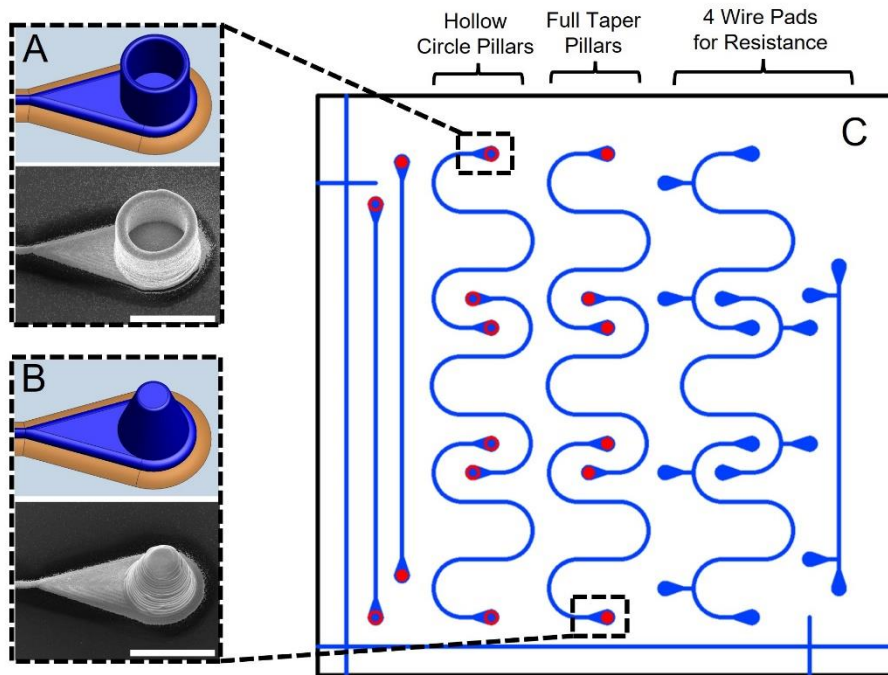 A
Hollow
Circle Pillars
Full Taper
Pillars
4 Wire Pads
for Resistance
C
B